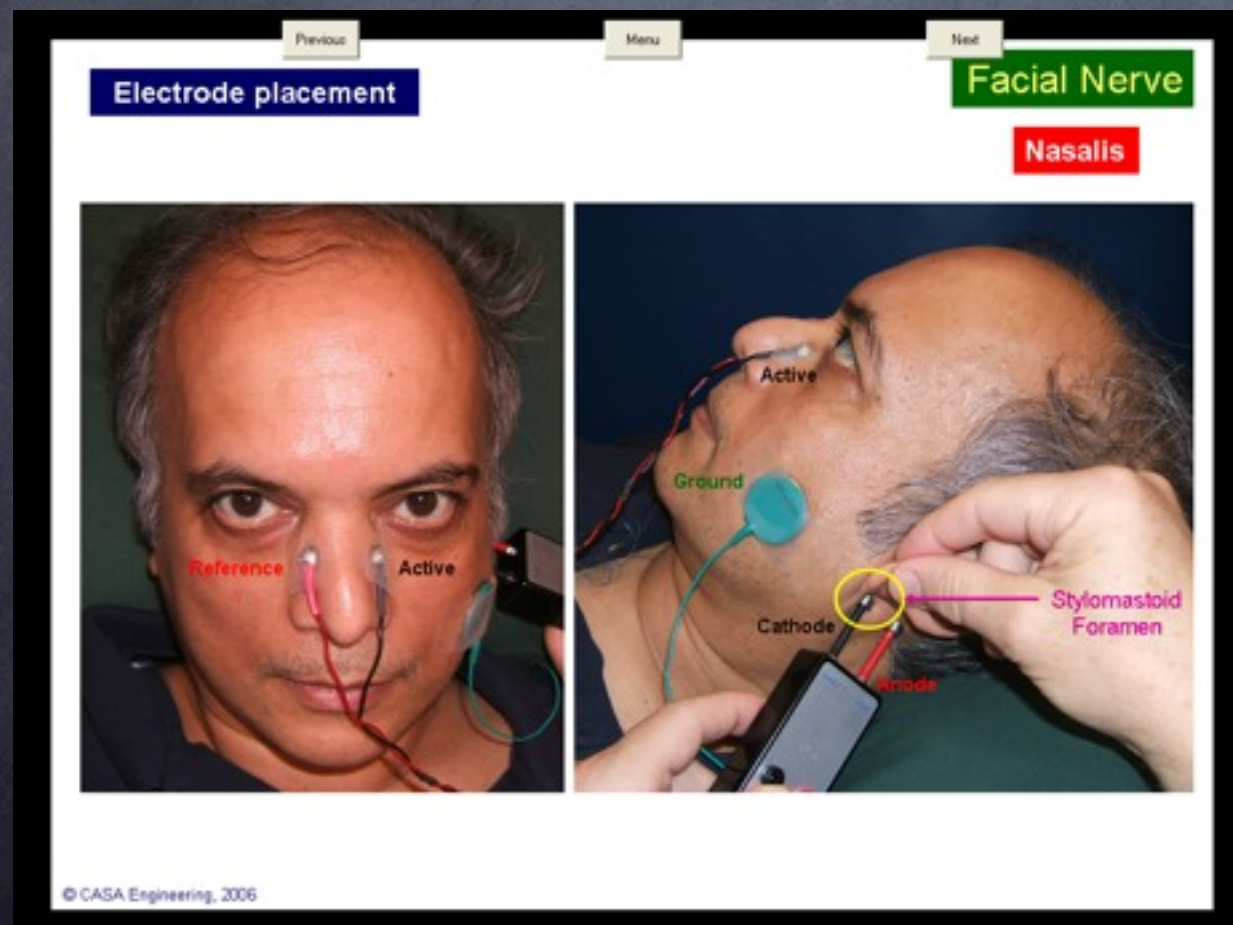 Previous
Menu
Next
Electrode placement
Facial Nerve
Nasalis
Reference
Active
Active
Ground
Cathode
Anode
Stylomastoid
Foramen
© CASA Engineering, 2006